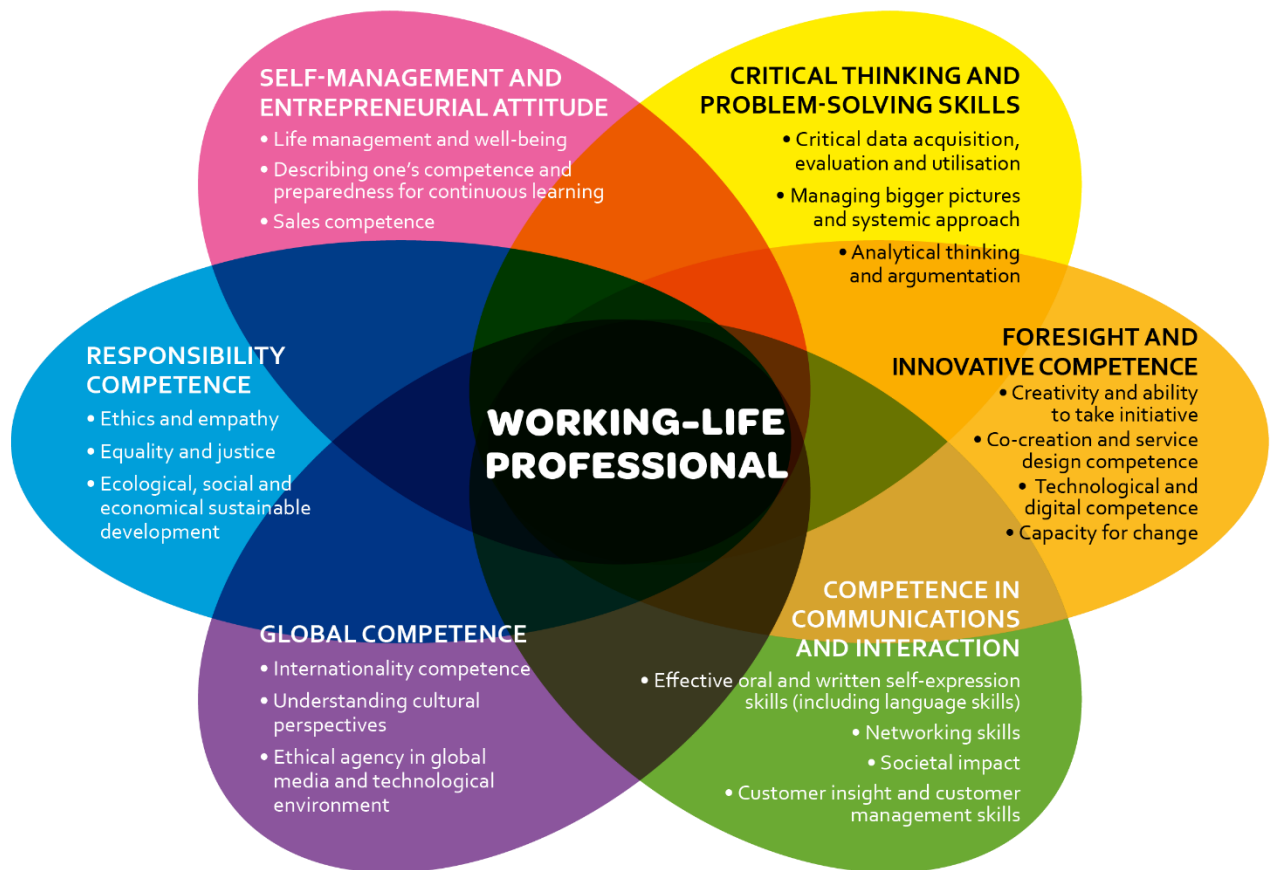 SELF-MANAGEMENT AND
ENTREPRENEURIAL ATTITUDE
• Life management and well-being
• Describing one's competence and
preparedness for continuous learning
• Sales competence
CRITICAL THINKING AND
PROBLEM-SOLVING SKILLS
• Critical data acquisition,
evaluation and utilisation
• Managing bigger pictures
and systemic approach
• Analytical thinking
and argumentation
RESPONSIBILITY
COMPETENCE
• Ethics and empathy
• Equality and justice
• Ecological, social and
economical sustainable
development
WORKING-LIFE
PROFESSIONAL
FORESIGHT AND
INNOVATIVE COMPETENCE
• Creativity and ability
to take initiative
• Co-creation and service
design competence
• Technological and
digital competence
• Capacity for change
GLOBAL COMPETENCE
• Internationality competence
• Understanding cultural
perspectives
• Ethical agency in global
media and technological
environment
COMPETENCE IN
COMMUNICATIONS
AND INTERACTION
• Effective oral and written self-expression
skills (including language skills)
• Networking skills
• Societal impact
• Customer insight and customer
management skills